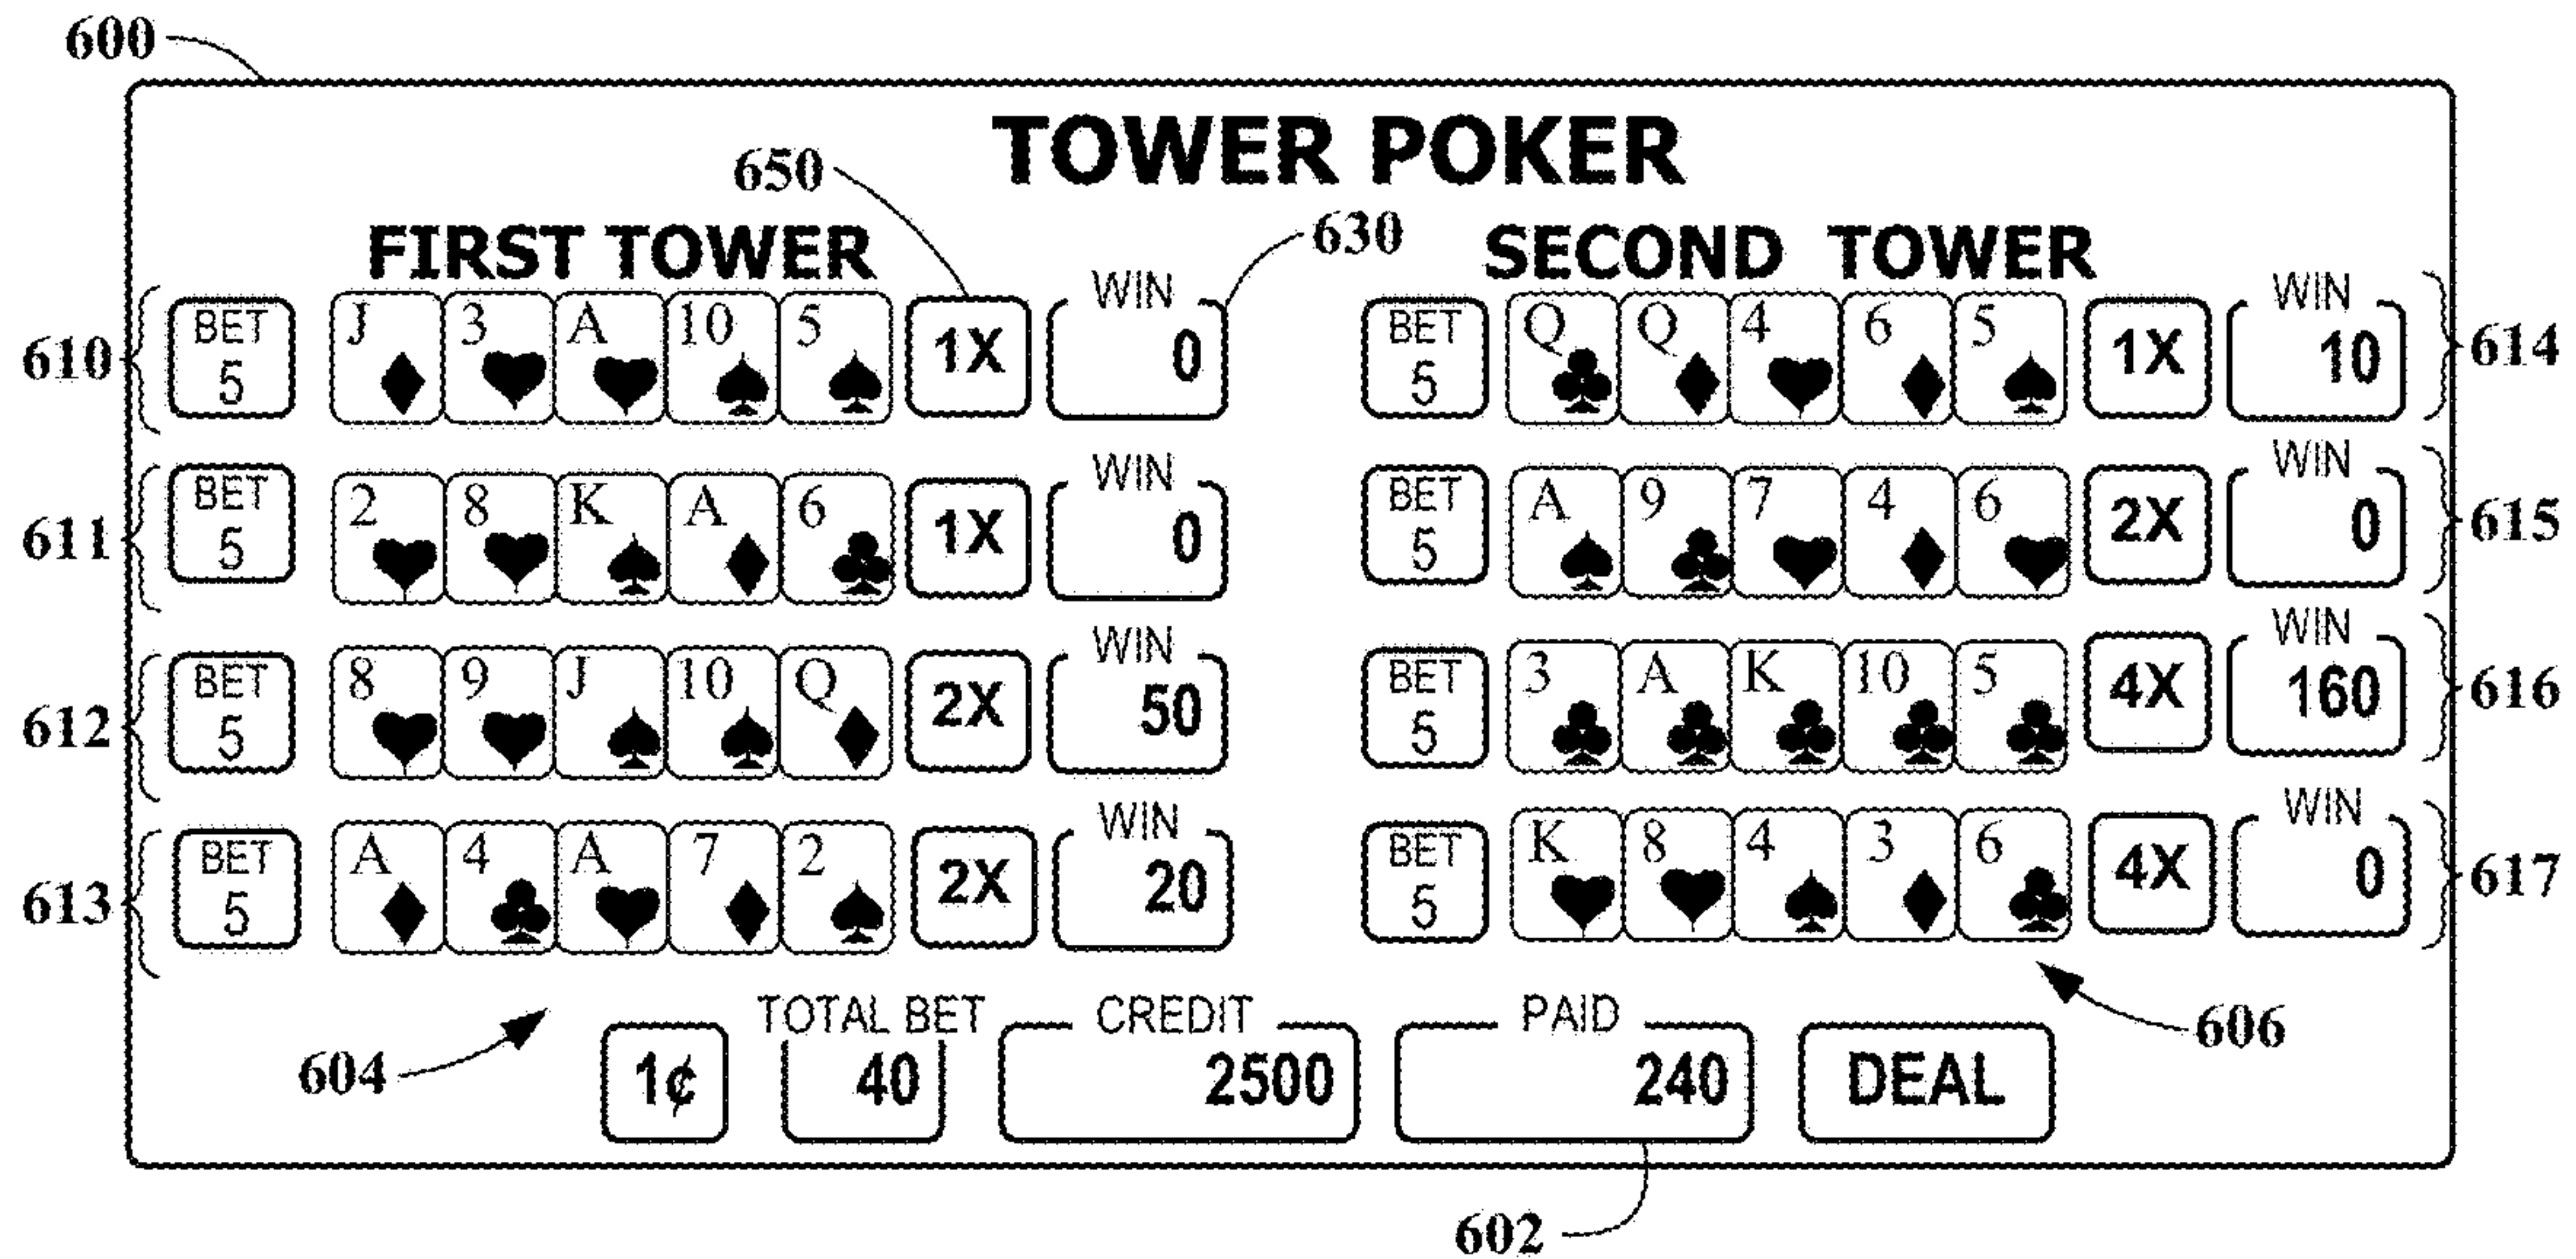 600
TOWER POKER
650
630
FIRST TOWER
SECOND TOWER
610
BET
5
J 3 A 10 5
1X
WIN
0
BET
5
Q Q 4 6 5
1X
WIN
10
614
611
BET
5
2 8 K A 6
1X
WIN
0
BET
5
A 9 7 4 6
2X
WIN
0
615
612
BET
5
8 9 J 10 Q
2X
WIN
50
BET
5
3 A K 10 5
4X
WIN
160
616
613
BET
5
A 4 A 7 2
2X
WIN
20
BET
5
K 8 4 3 6
4X
WIN
0
617
604
606
1¢
TOTAL BET
40
CREDIT
2500
PAID
240
DEAL
602